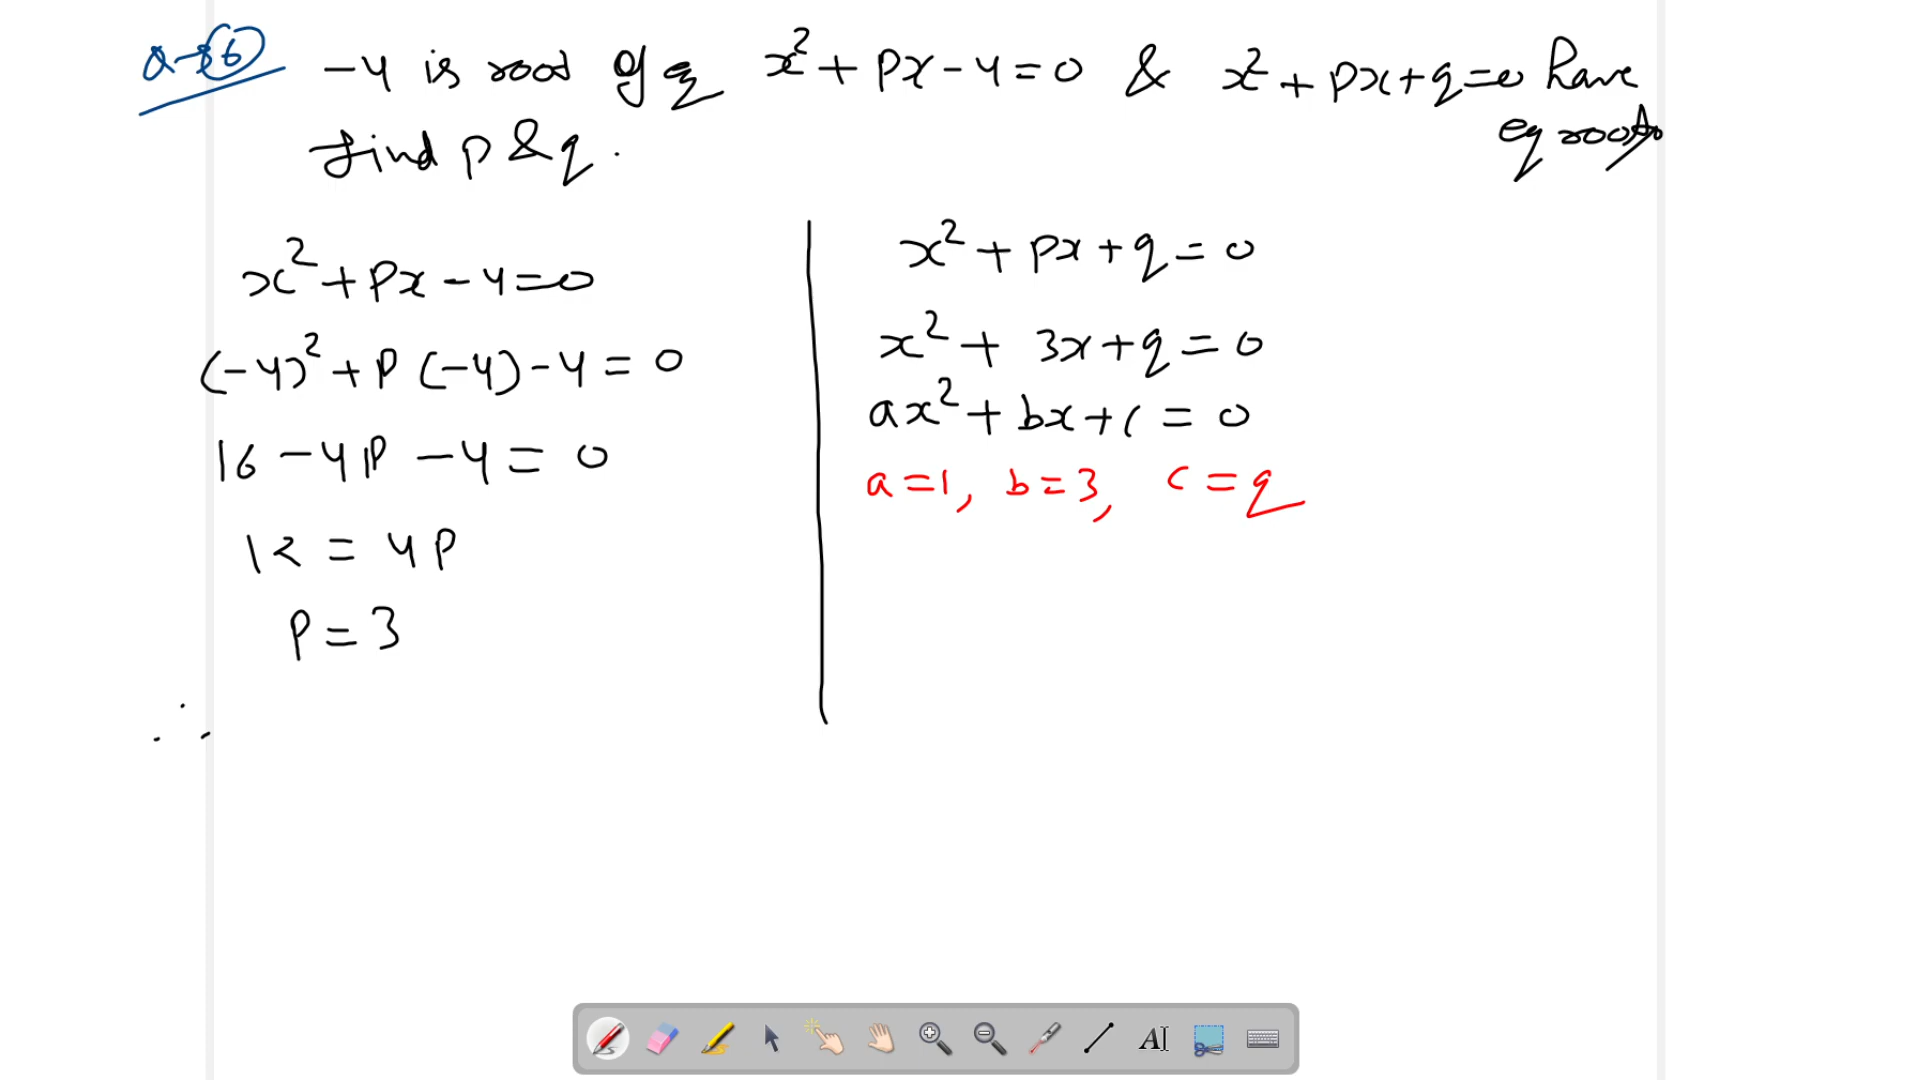 Q-36 -4 is rood of eq x²+px-4=0 & x²+px+q=0 have
eq roots
find p & q.
x²+px-4=0
(-4)²+p(-4)-4=0
16-4p-4=0
12=4p
p=3
∴
x²+px+q=0
x²+3x+q=0
ax²+bx+c=0
a=1, b=3, c=q